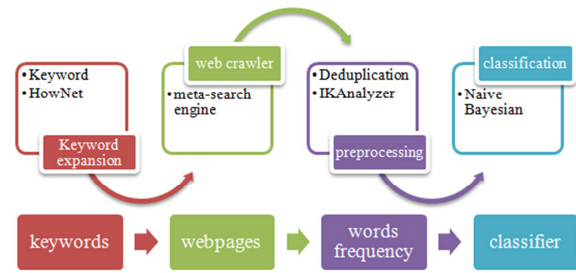 • Keyword
• HowNet
Keyword
expansion
web crawler
• meta-search
engine
• Deduplication
• IKAnalyzer
preprocessing
classification
• Naive
Bayesian
keywords
webpages
words
frequency
classifier